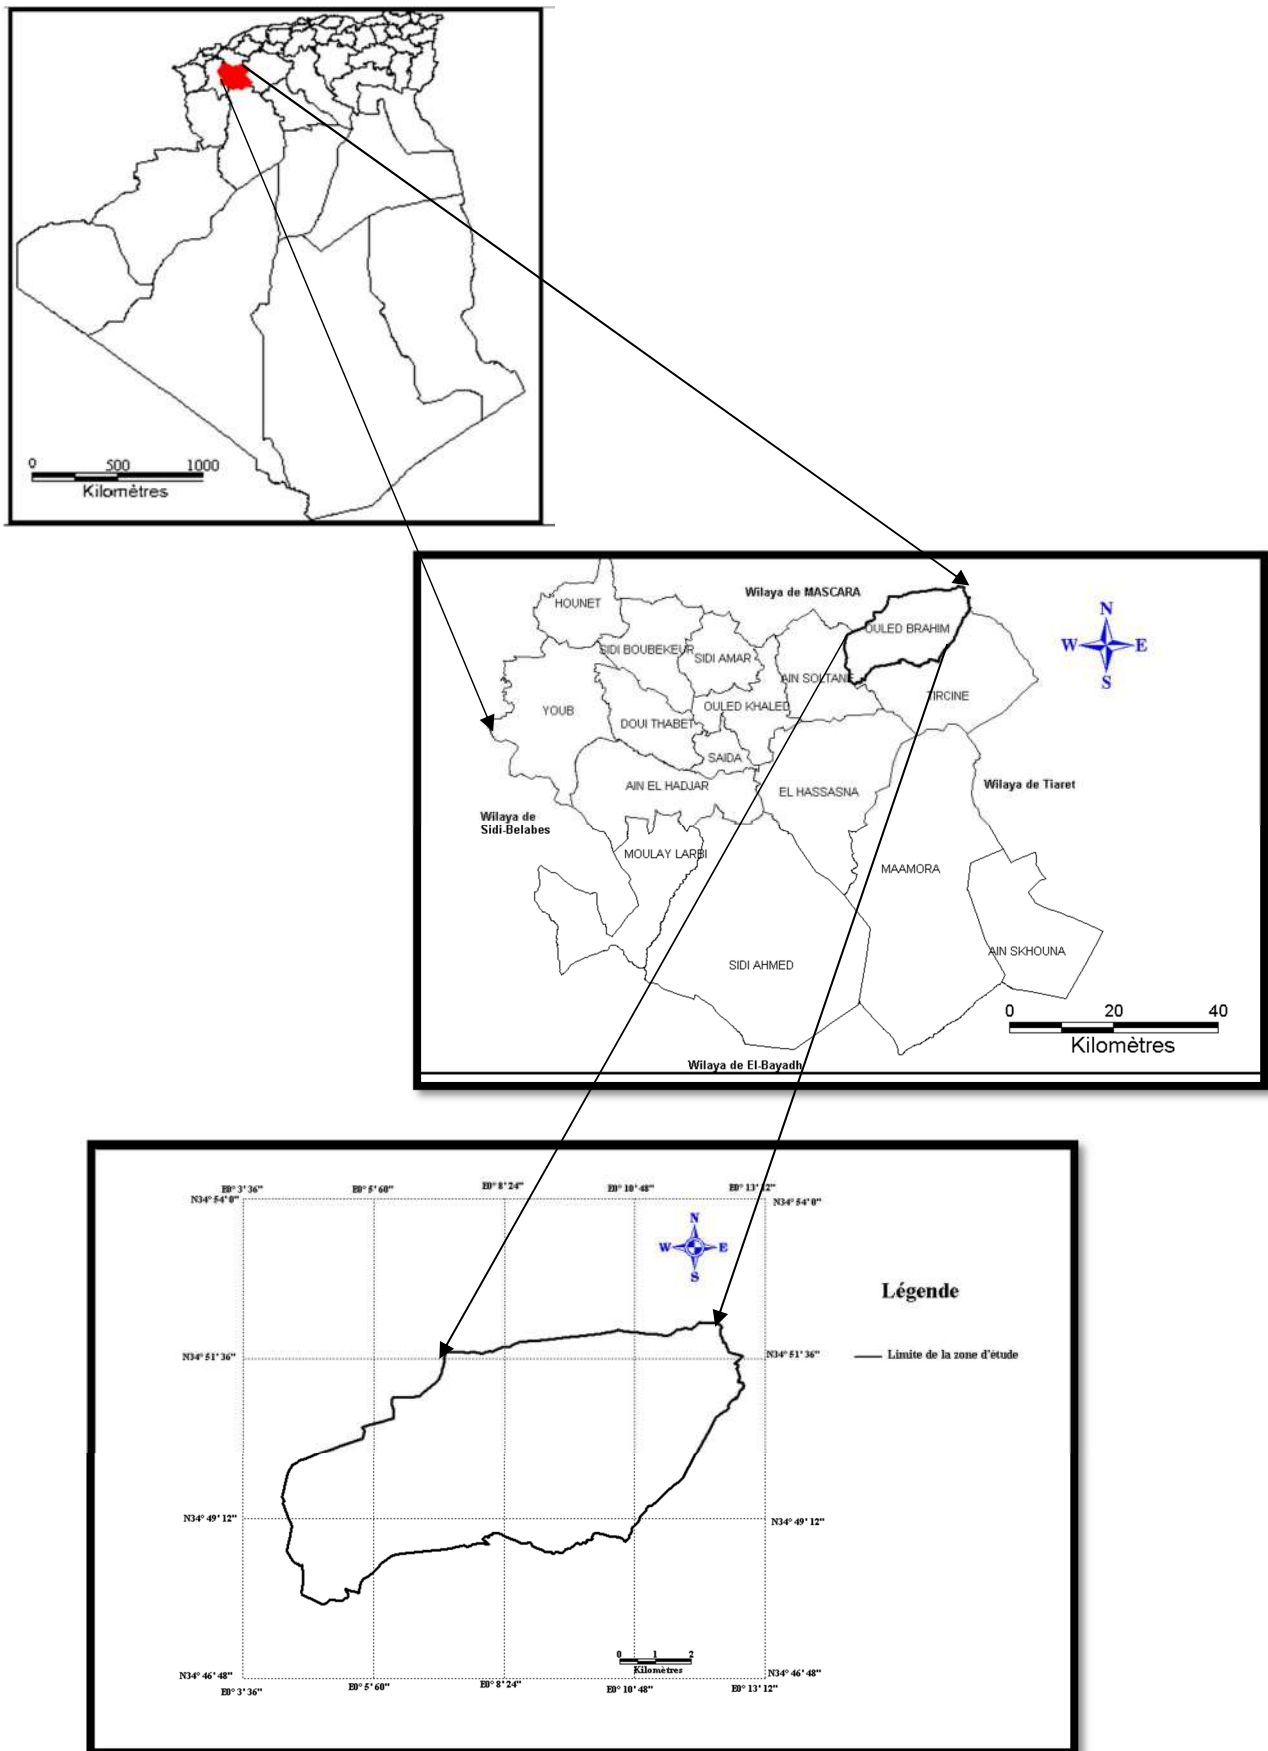 0 500 1000
Kilomètres
Wilaya de MASCARA
HOUNET
OULED BRAHIM
N
W E
S
SIDI BOUBEKEUR
SIDI AMAR
AIN SOLTANE
TIRCINE
YOUB
DOUI THABET
OULED KHALED
SAIDA
AIN EL HADJAR
EL HASSASNA
Wilaya de Tiaret
Wilaya de
Sidi-Belabes
MOULAY LARBI
MAAMORA
AIN SKHOUNA
SIDI AHMED
0 20 40
Kilomètres
Wilaya de El-Bayadh
E0° 3' 36" E0° 5' 60" E0° 8' 24" E0° 10' 48" E0° 13' 12"
N34° 54' 0" N34° 54' 0"
N
W E
S
Légende
N34° 51' 36" N34° 51' 36"
Limite de la zone d'étude
N34° 49' 12" N34° 49' 12"
0 1 2
Kilomètres
N34° 46' 48" N34° 46' 48"
E0° 3' 36" E0° 5' 60" E0° 8' 24" E0° 10' 48" E0° 13' 12"